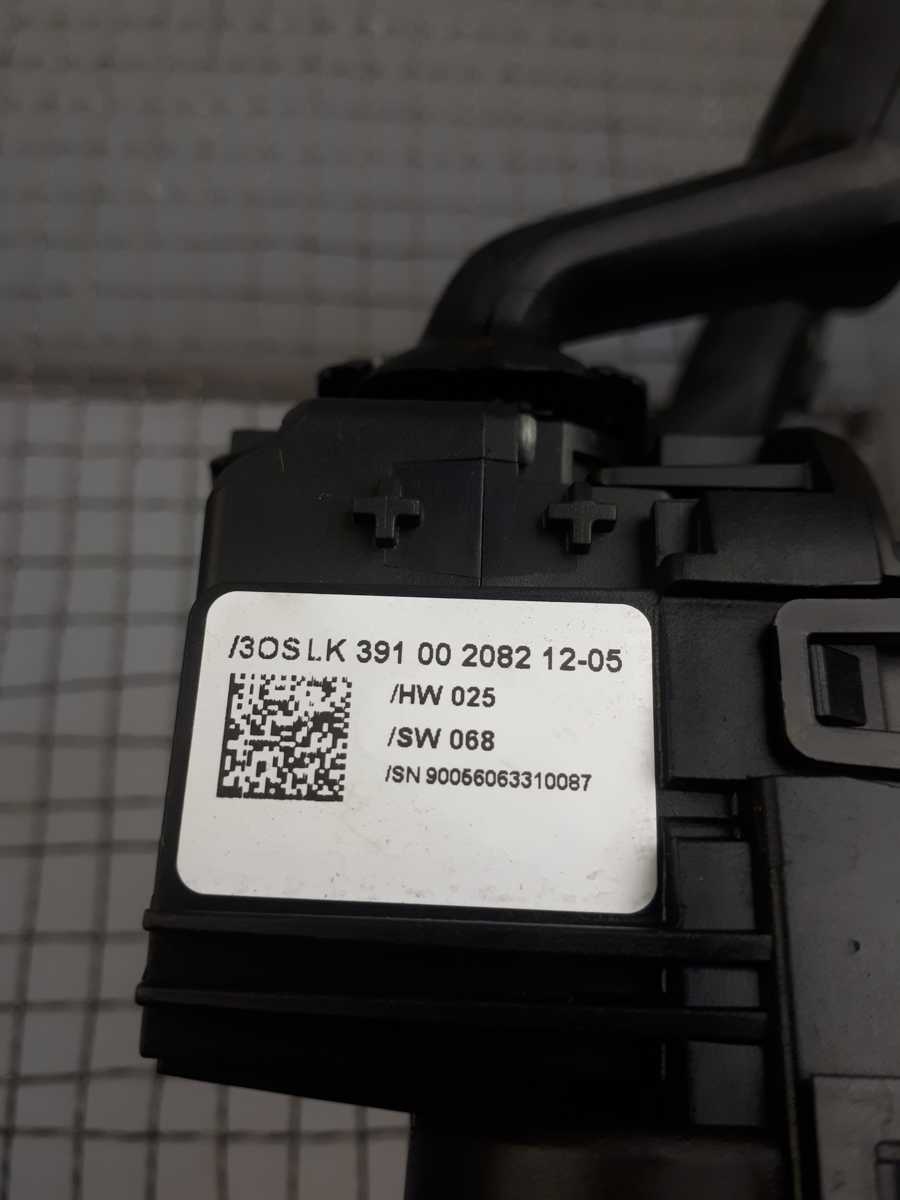 /3OS LK 391 00 2082 12-05
/HW 025
/SW 068
/SN 90056063310087